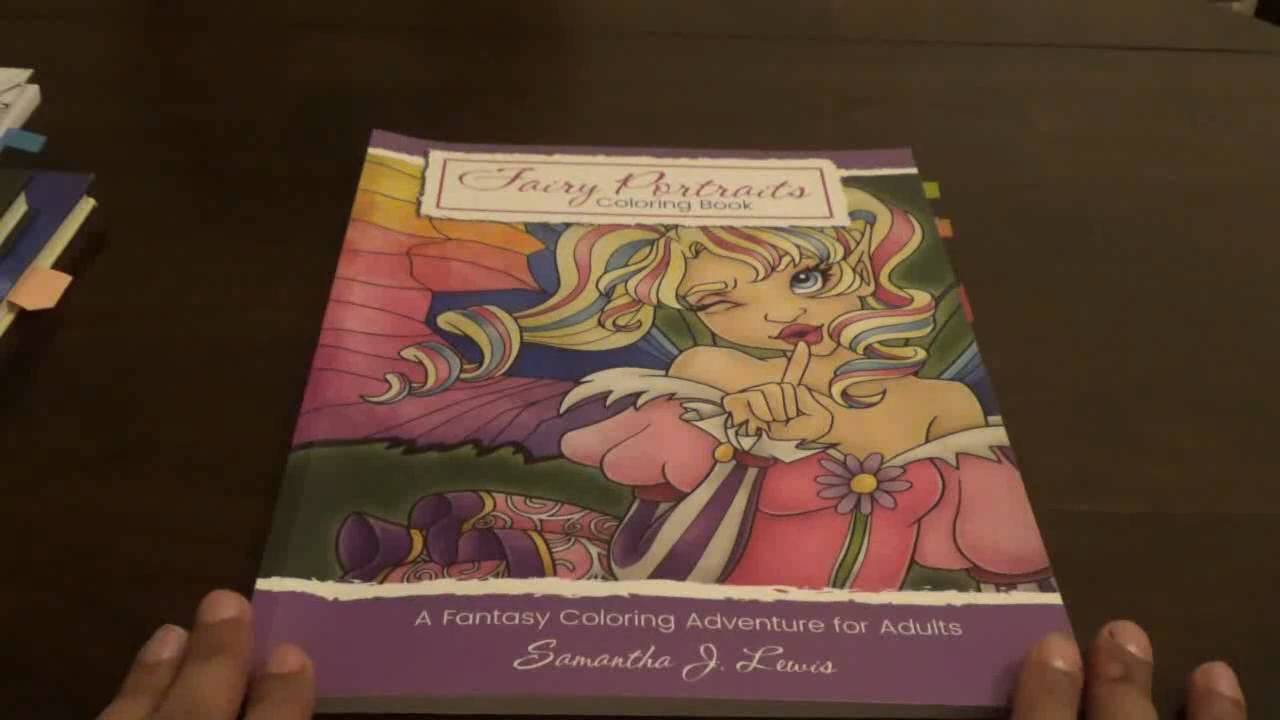 Fairy Portraits
Coloring Book
A Fantasy Coloring Adventure for Adults
Samantha J. Lewis